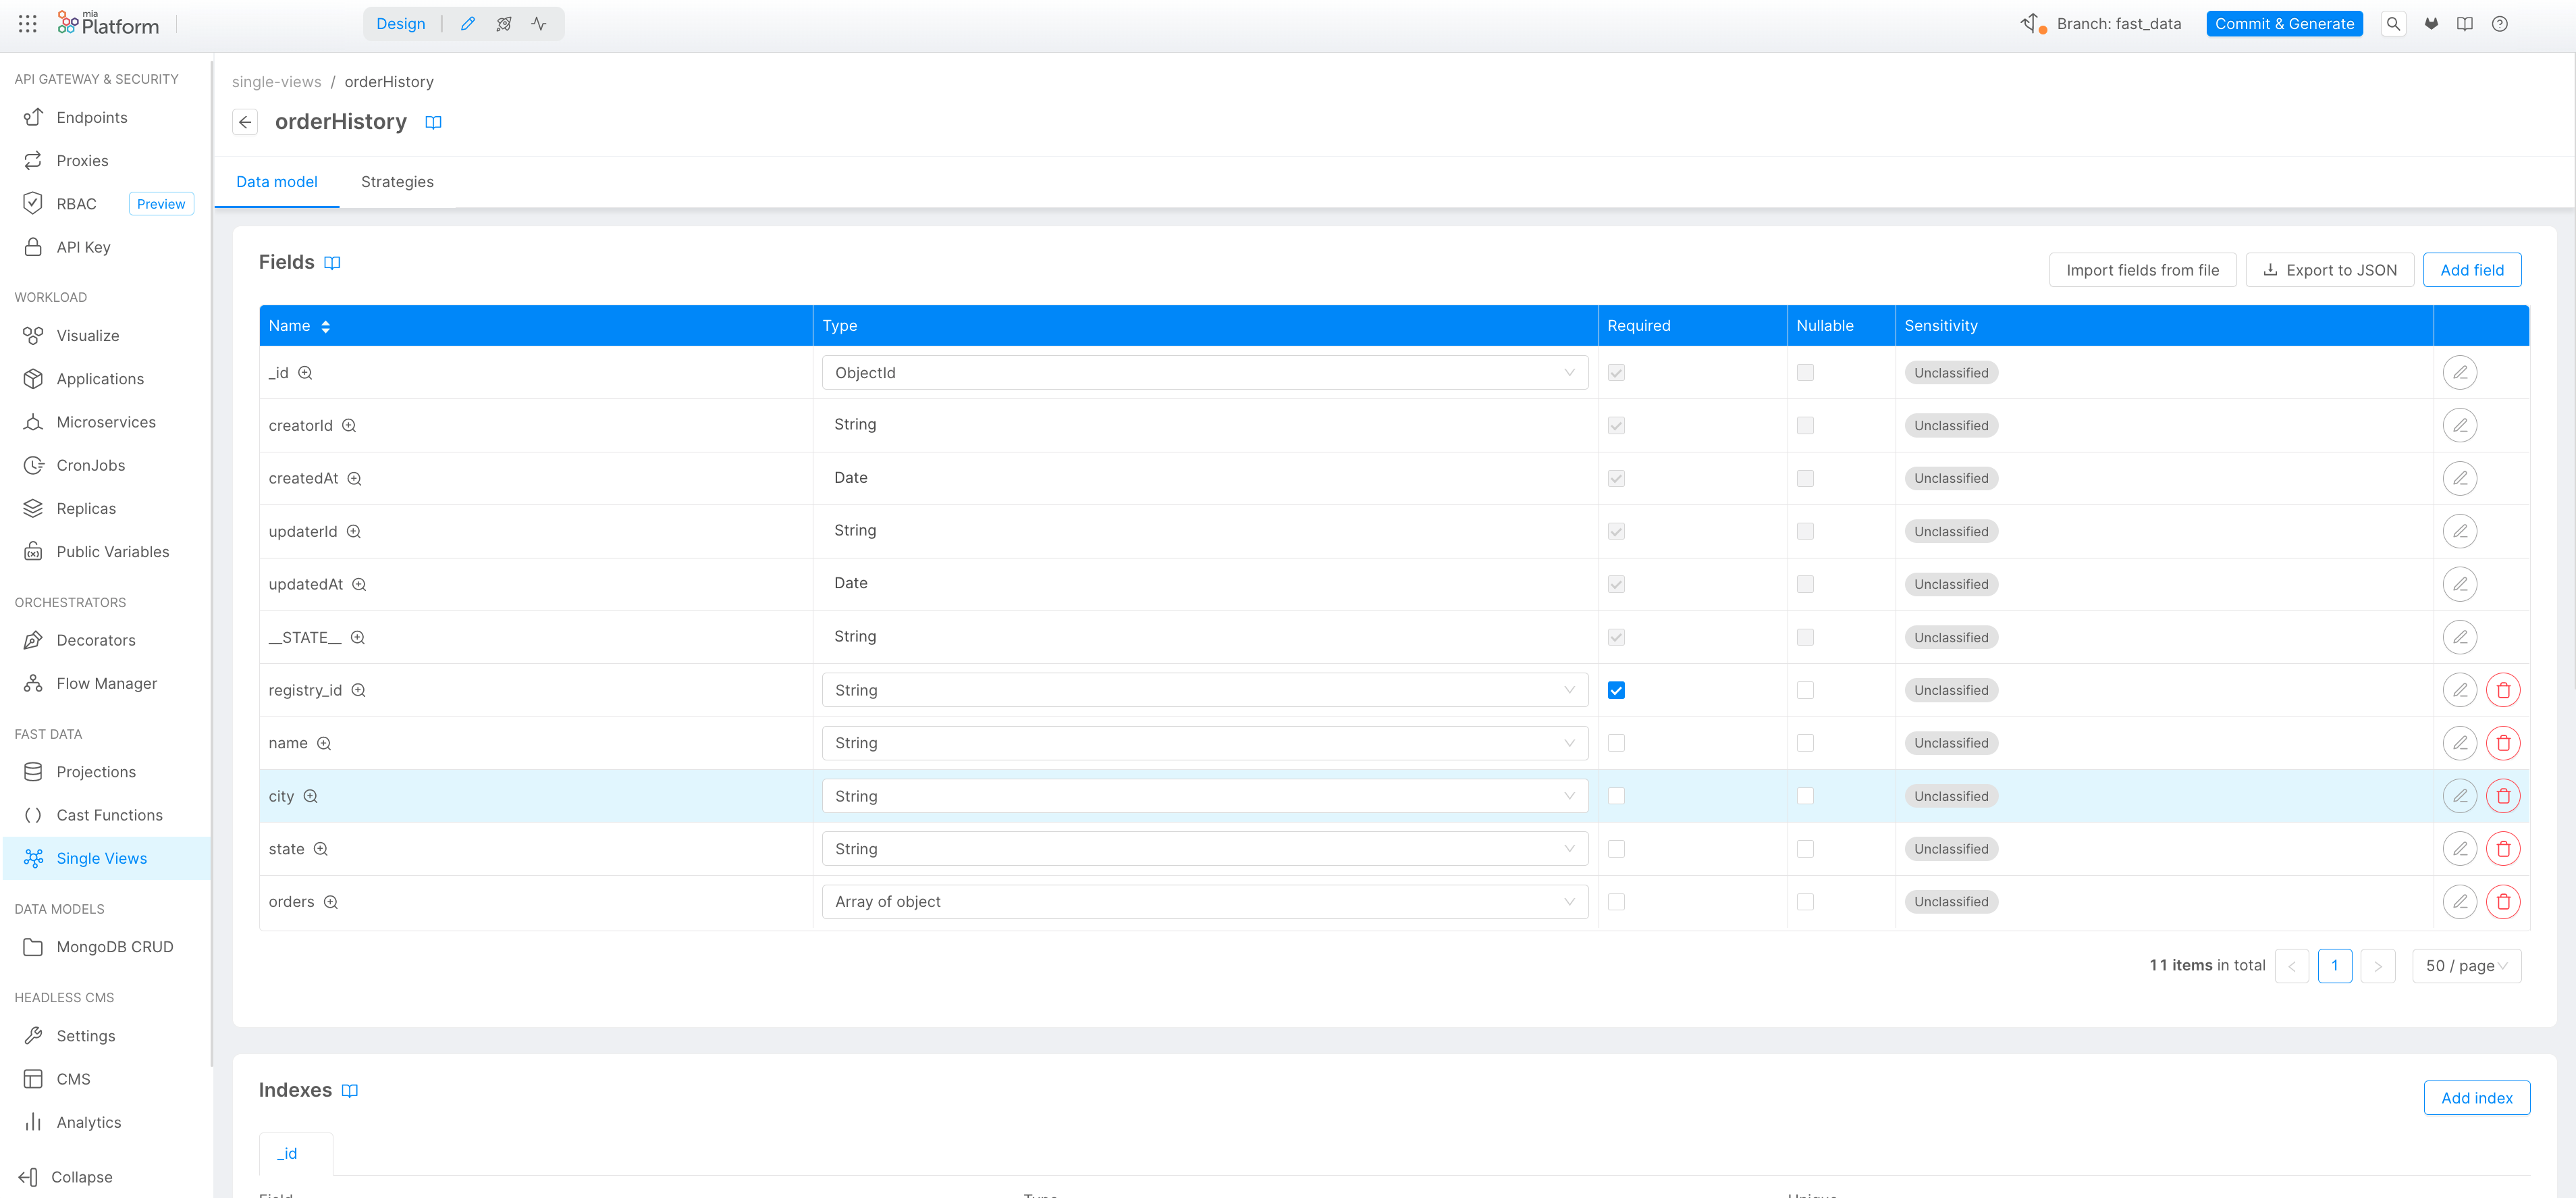 mia
Platform
Design
Branch: fast_data
Commit & Generate
API GATEWAY & SECURITY
Endpoints
Proxies
RBAC
Preview
API Key
WORKLOAD
Visualize
Applications
Microservices
CronJobs
Replicas
Public Variables
ORCHESTRATORS
Decorators
Flow Manager
FAST DATA
Projections
Cast Functions
Single Views
DATA MODELS
MongoDB CRUD
HEADLESS CMS
Settings
CMS
Analytics
Collapse
single-views / orderHistory
orderHistory
Data model
Strategies
Fields
Import fields from file
Export to JSON
Add field
Name Type Required Nullable Sensitivity
_id ObjectId Unclassified
creatorId String Unclassified
createdAt Date Unclassified
updaterId String Unclassified
updatedAt Date Unclassified
__STATE__ String Unclassified
registry_id String Unclassified
name String Unclassified
city String Unclassified
state String Unclassified
orders Array of object Unclassified
11 items in total
1
50 / page
Indexes
Add index
_id
Field Type Unique